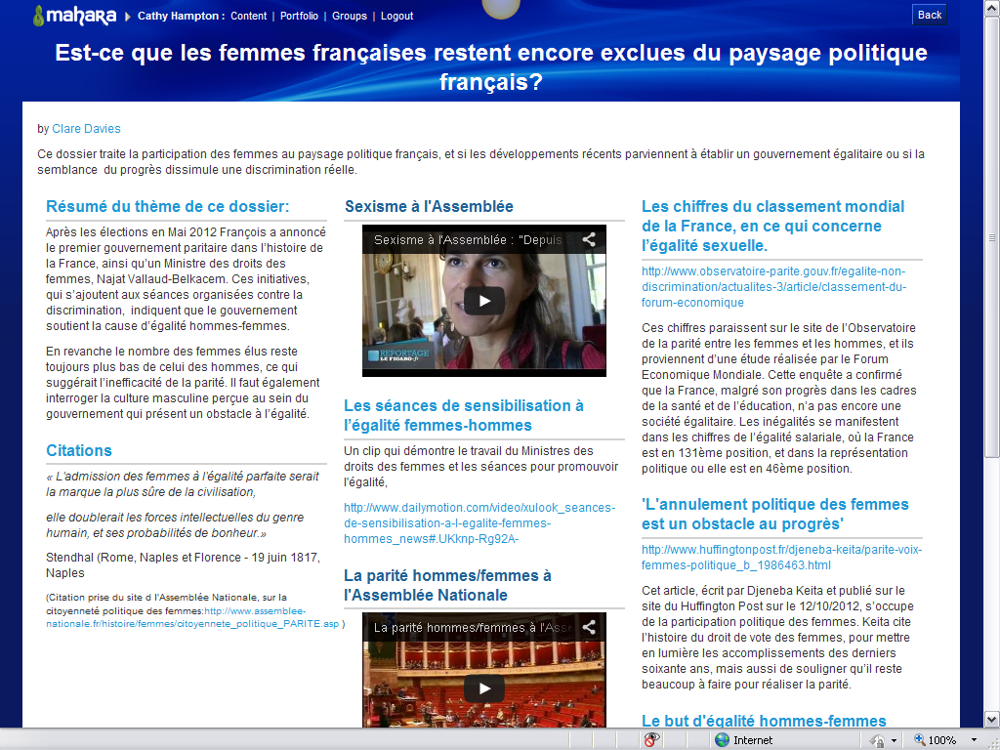 mahara Cathy Hampton : Content | Portfolio | Groups | Logout
Back
Est-ce que les femmes françaises restent encore exclues du paysage politique
français?
by Clare Davies
Ce dossier traite la participation des femmes au paysage politique français, et si les développements récents parviennent à établir un gouvernement égalitaire ou si la
semblance du progrès dissimule une discrimination réelle.
Résumé du thème de ce dossier:
Après les élections en Mai 2012 François a annoncé
le premier gouvernement paritaire dans l'histoire de
la France, ainsi qu'un Ministre des droits des
femmes, Najat Vallaud-Belkacem. Ces initiatives,
qui s'ajoutent aux séances organisées contre la
discrimination, indiquent que le gouvernement
soutient la cause d'égalité hommes-femmes.
En revanche le nombre des femmes élus reste
toujours plus bas de celui des hommes, ce qui
suggérait l'inefficacité de la parité. Il faut également
interroger la culture masculine perçue au sein du
gouvernement qui présent un obstacle à l'égalité.
Citations
« L'admission des femmes à l'égalité parfaite serait
la marque la plus sûre de la civilisation,
elle doublerait les forces intellectuelles du genre
humain, et ses probabilités de bonheur.»
Stendhal (Rome, Naples et Florence - 19 juin 1817,
Naples
(Citation prise du site d l'Assemblée Nationale, sur la
citoyenneté politique des femmes:http://www.assemblee-
nationale.fr/histoire/femmes/citoyennete_politique_PARITE.asp )
Sexisme à l'Assemblée
Sexisme à l'Assemblée : "Depuis
REPORTAGE
LE FIGARO·fr
Les séances de sensibilisation à
l'égalité femmes-hommes
Un clip qui démontre le travail du Ministres des
droits des femmes et les séances pour promouvoir
l'égalité,
http://www.dailymotion.com/video/xulook_seances-
de-sensibilisation-a-l-egalite-femmes-
hommes_news#.UKknp-Rg92A-
La parité hommes/femmes à
l'Assemblée Nationale
La parité hommes/femmes à l'Asse
Les chiffres du classement mondial
de la France, en ce qui concerne
l'égalité sexuelle.
http://www.observatoire-parite.gouv.fr/egalite-non-
discrimination/actualites-3/article/classement-du-
forum-economique
Ces chiffres paraissent sur le site de l'Observatoire
de la parité entre les femmes et les hommes, et ils
proviennent d'une étude réalisée par le Forum
Economique Mondiale. Cette enquête a confirmé
que la France, malgré son progrès dans les cadres
de la santé et de l'éducation, n'a pas encore une
société égalitaire. Les inégalités se manifestent
dans les chiffres de l'égalité salariale, où la France
est en 131ème position, et dans la représentation
politique ou elle est en 46ème position.
'L'annulement politique des femmes
est un obstacle au progrès'
http://www.huffingtonpost.fr/djeneba-keita/parite-voix-
femmes-politique_b_1986463.html
Cet article, écrit par Djeneba Keita et publié sur le
site du Huffington Post sur le 12/10/2012, s'occupe
de la participation politique des femmes. Keita cite
l'histoire du droit de vote des femmes, pour mettre
en lumière les accomplissements des derniers
soixante ans, mais aussi de souligner qu'il reste
beaucoup à faire pour réaliser la parité.
Le but d'égalité hommes-femmes
Internet
100%